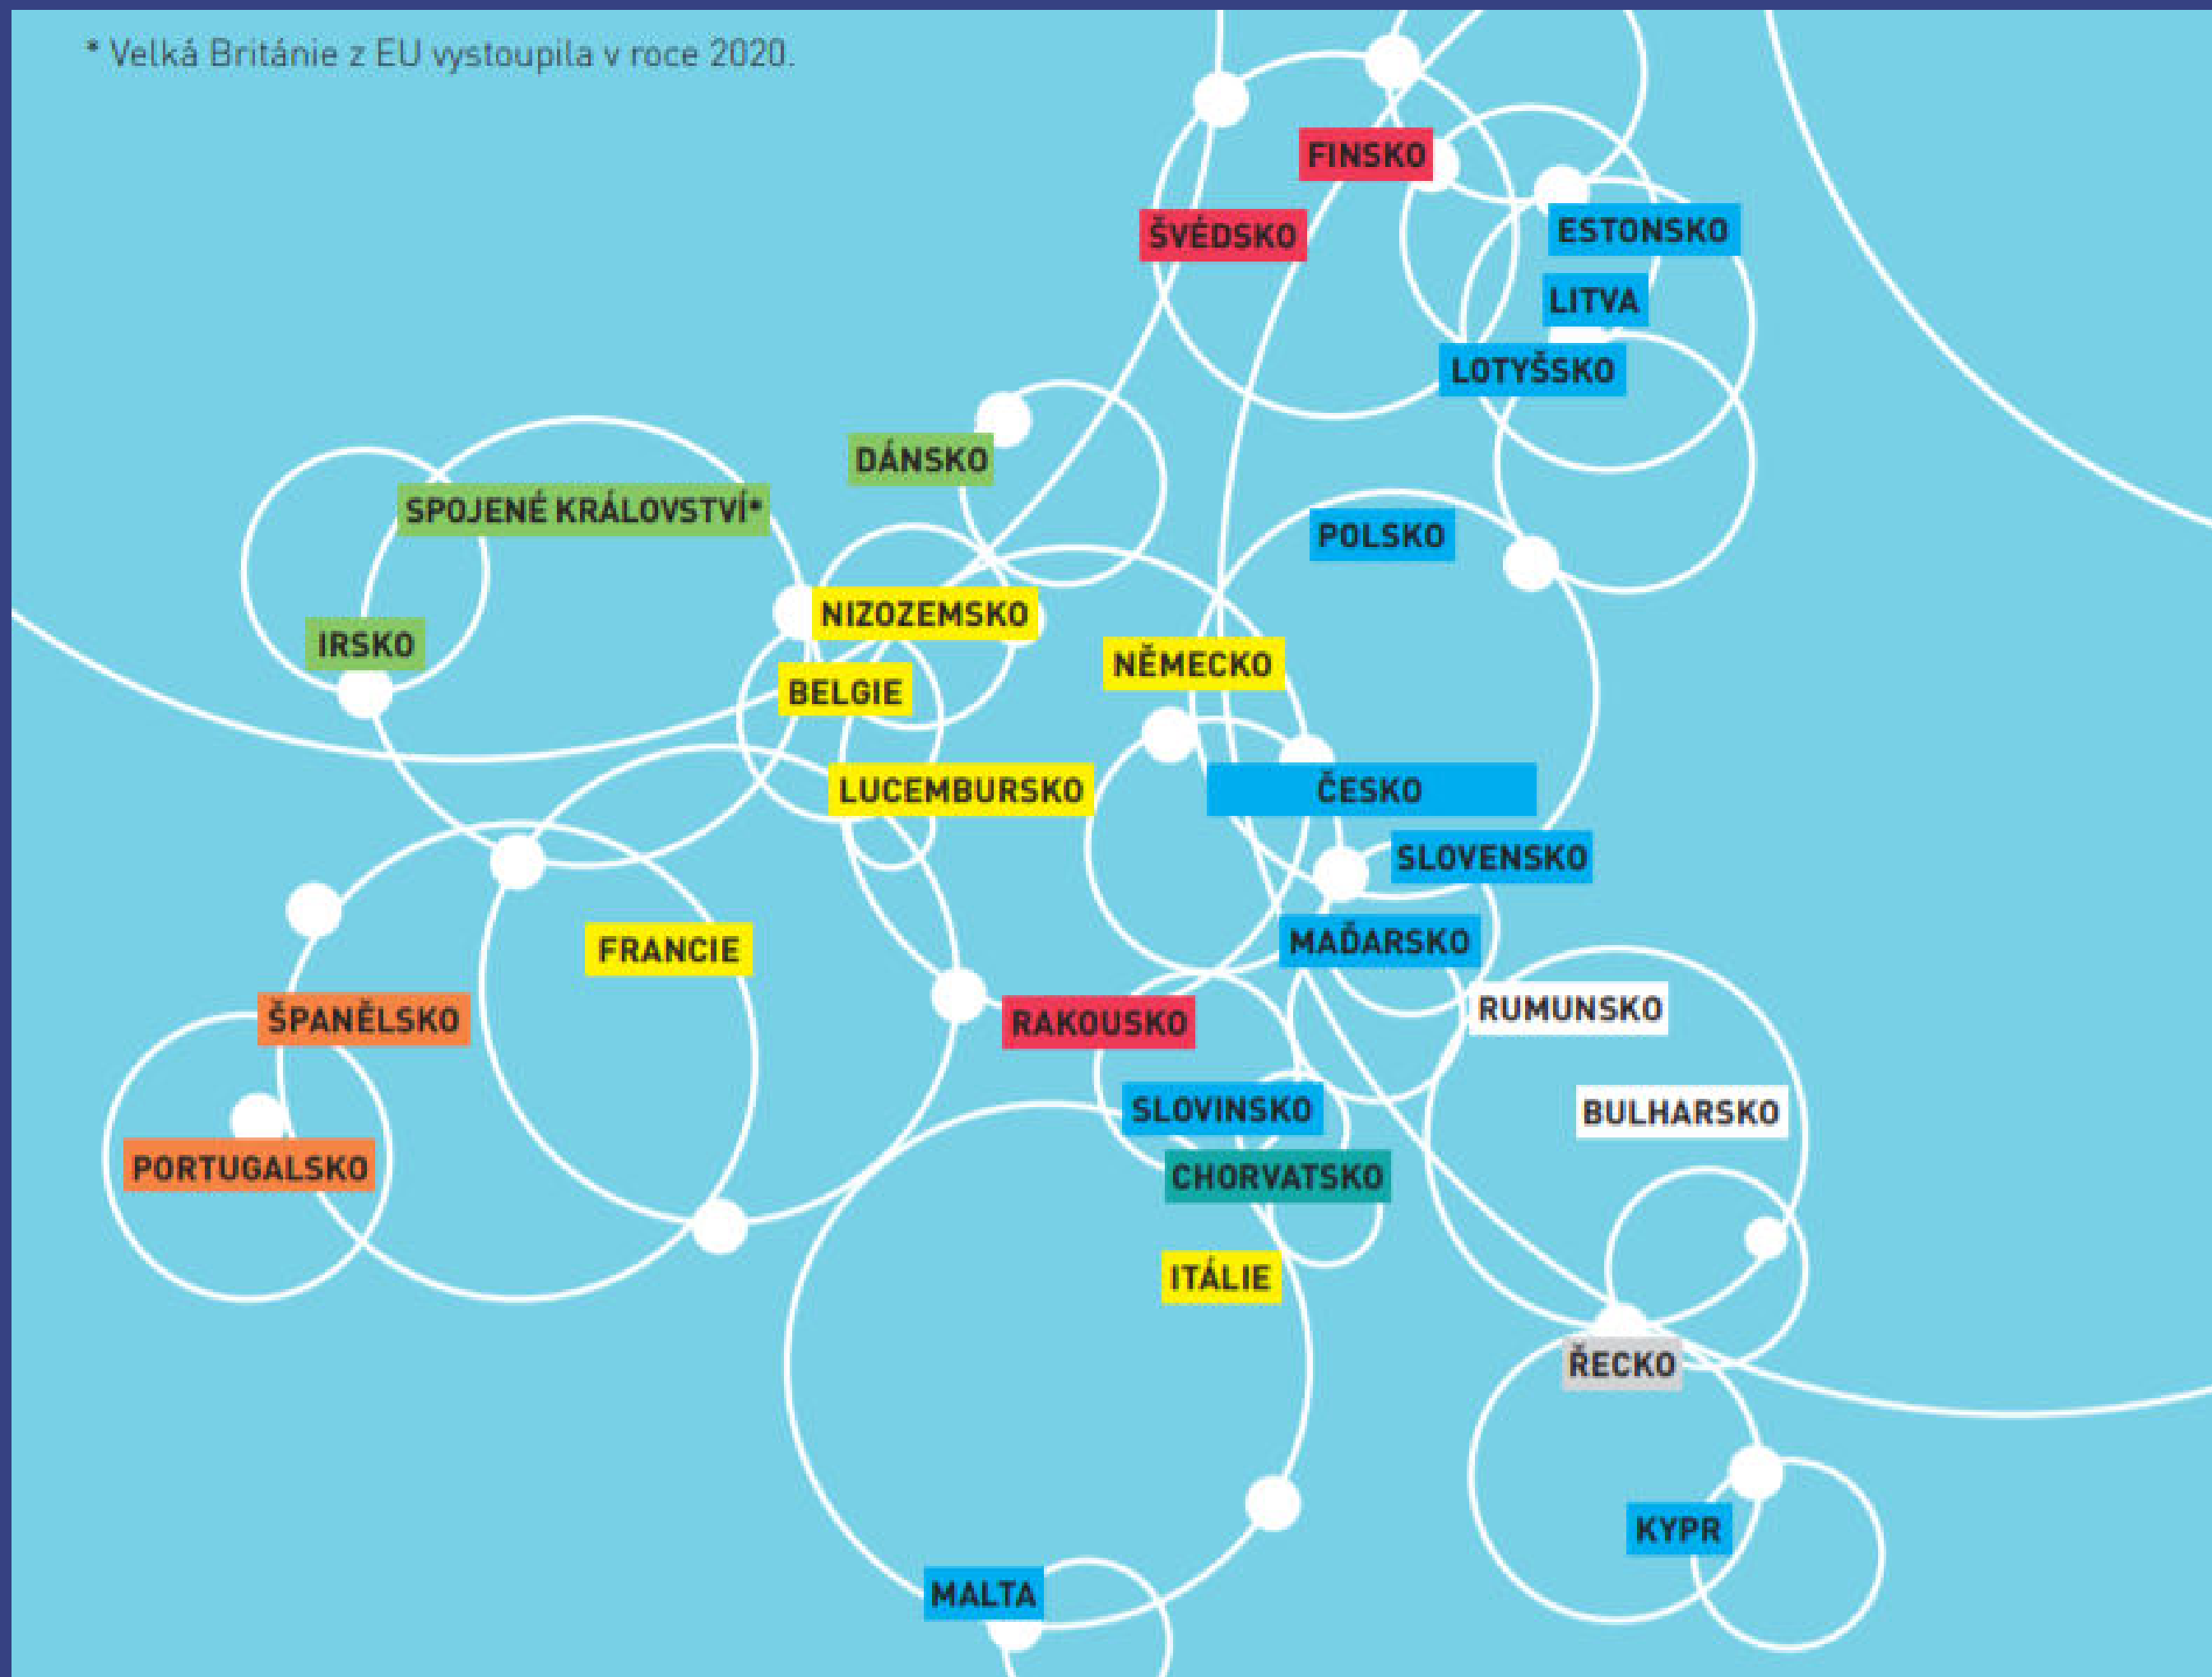 * Velká Británie z EU vystoupila v roce 2020.
FINSKO
ŠVÉDSKO
ESTONSKO
LITVA
LOTYŠSKO
DÁNSKO
SPOJENÉ KRÁLOVSTVÍ*
POLSKO
NIZOZEMSKO
IRSKO
NĚMECKO
BELGIE
LUCEMBURSKO
ČESKO
SLOVENSKO
FRANCIE
MAĎARSKO
RUMUNSKO
ŠPANĚLSKO
RAKOUSKO
SLOVINSKO
BULHARSKO
PORTUGALSKO
CHORVATSKO
ITÁLIE
ŘECKO
KYPR
MALTA